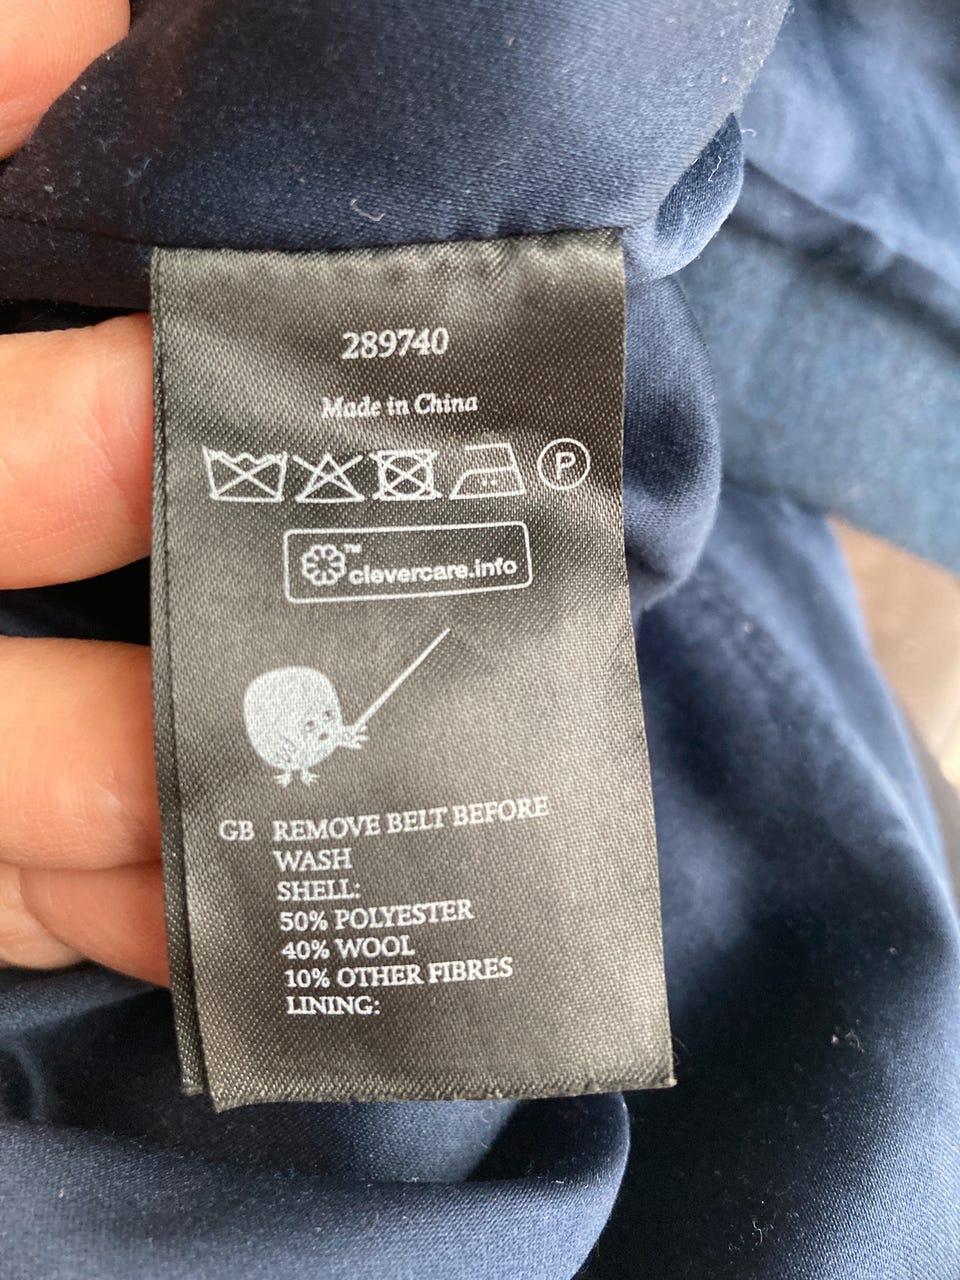 289740
Made in China
P
TM
clevercare.info
GB REMOVE BELT BEFORE
WASH
SHELL:
50% POLYESTER
40% WOOL
10% OTHER FIBRES
LINING: